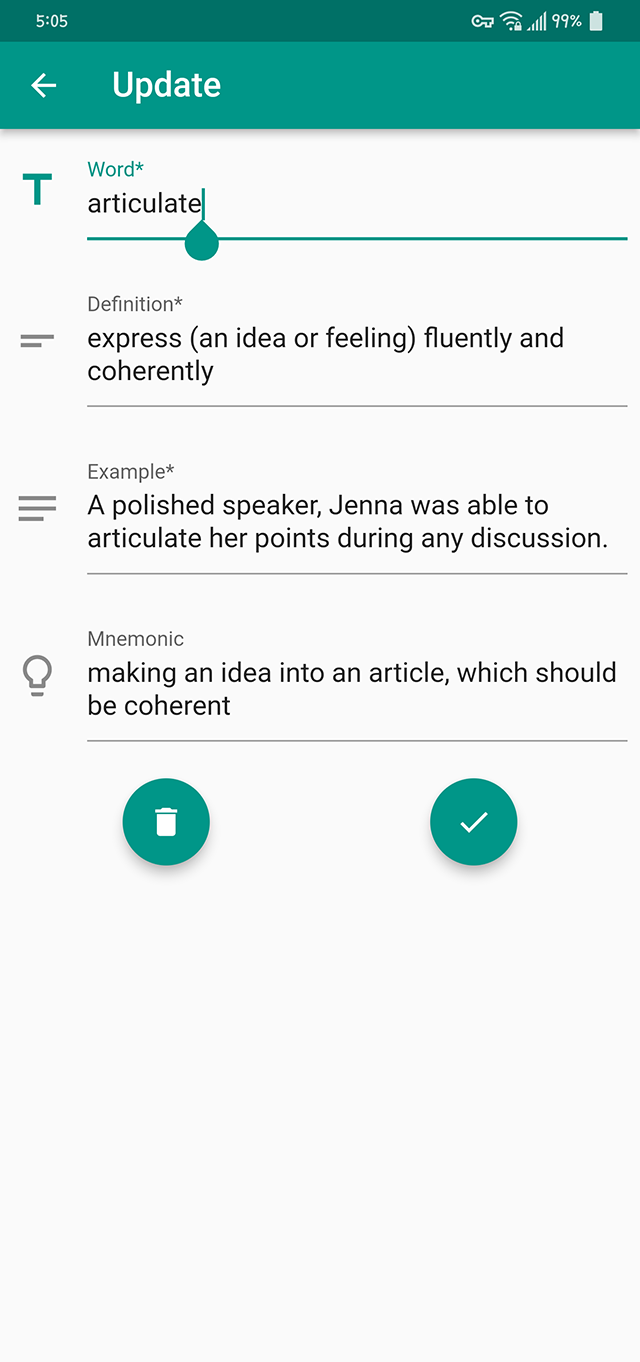 5:05
99%
Update
Word*
articulate
Definition*
express (an idea or feeling) fluently and
coherently
Example*
A polished speaker, Jenna was able to
articulate her points during any discussion.
Mnemonic
making an idea into an article, which should
be coherent